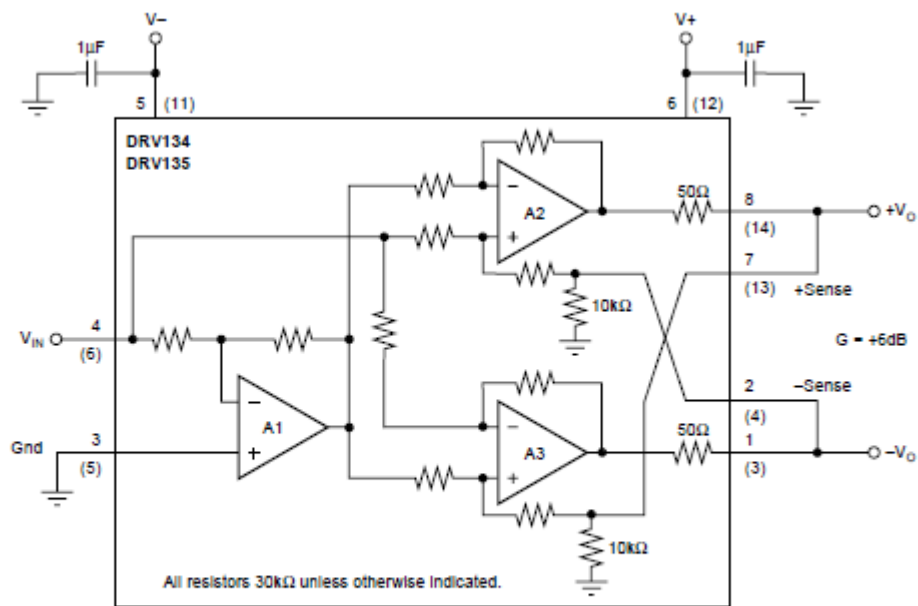 V–
V+
1μF
1μF
5 (11)
6 (12)
DRV134
DRV135
A2
50Ω
8
(14)
+VO
7
(13)
+Sense
10kΩ
VIN
4
(6)
G = +6dB
2
(4)
–Sense
A1
A3
50Ω
1
(3)
–VO
Gnd
3
(5)
10kΩ
All resistors 30kΩ unless otherwise indicated.